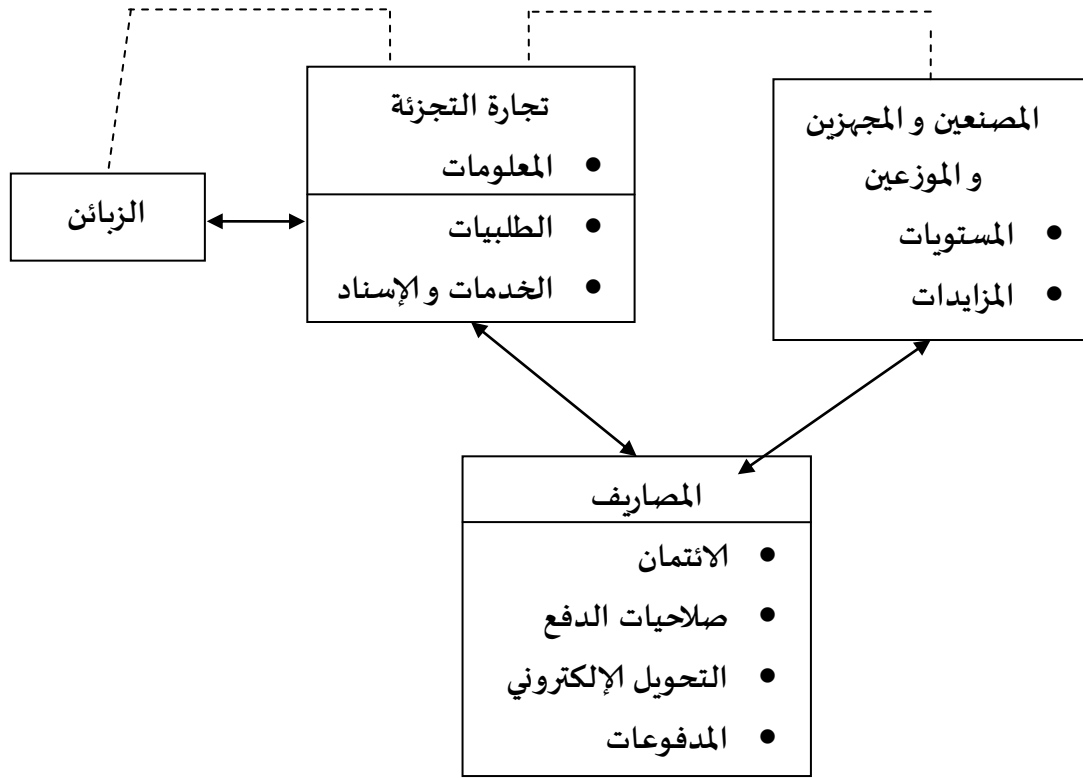 المصنعين و المجهزين
و الموزعين
• المستويات
• المزايدات
تجارة التجزئة
• المعلومات
• الطلبيات
• الخدمات و الإسناد
الزبائن
المصاريف
• الائتمان
• صلاحيات الدفع
• التحويل الإلكتروني
• المدفوعات